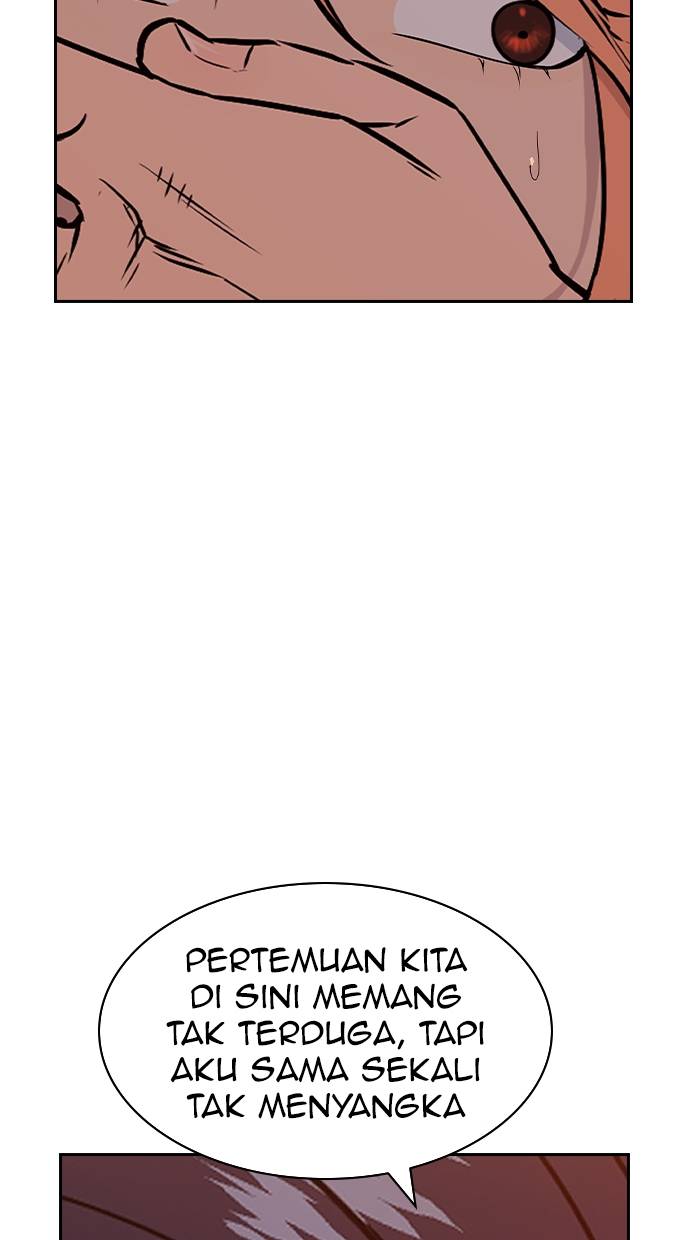 PERTEMUAN KITA
DI SINI MEMANG
TAK TERDUGA, TAPI
AKU SAMA SEKALI
TAK MENYANGKA